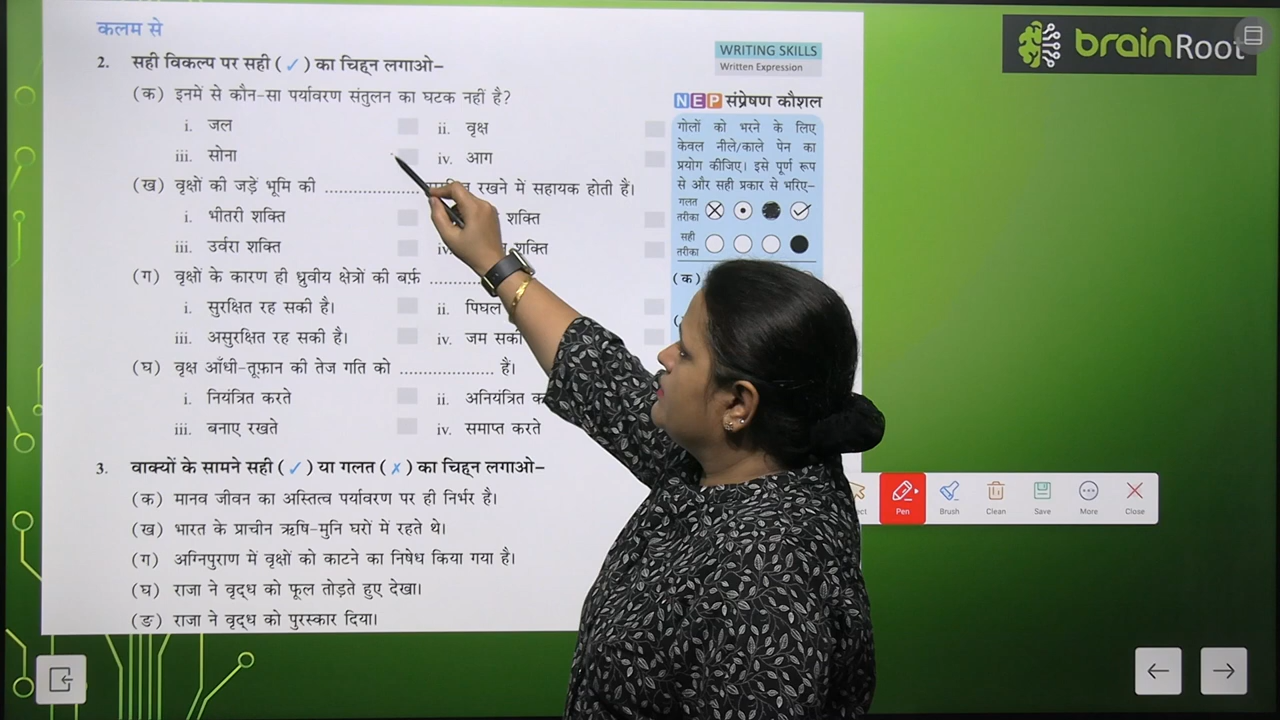 कलम से
brainRoot
WRITING SKILLS
Written Expression
2. सही विकल्प पर सही (✓) का चिह्न लगाओ–
(क) इनमें से कौन-सा पर्यावरण संतुलन का घटक नहीं है?
i. जल ii. वृक्ष
iii. सोना iv. आग
(ख) वृक्षों की जड़ें भूमि की .................. रखने में सहायक होती हैं।
i. भीतरी शक्ति शक्ति
iii. उर्वरा शक्ति iv. शक्ति
(ग) वृक्षों के कारण ही ध्रुवीय क्षेत्रों की बर्फ़ ..........
i. सुरक्षित रह सकी है। ii. पिघल
iii. असुरक्षित रह सकी है। iv. जम सकी
(घ) वृक्ष आँधी-तूफ़ान की तेज गति को .................... हैं।
i. नियंत्रित करते ii. अनियंत्रित
iii. बनाए रखते iv. समाप्त करते
3. वाक्यों के सामने सही (✓) या गलत (✗) का चिह्न लगाओ–
(क) मानव जीवन का अस्तित्व पर्यावरण पर ही निर्भर है।
(ख) भारत के प्राचीन ऋषि-मुनि घरों में रहते थे।
(ग) अग्निपुराण में वृक्षों को काटने का निषेध किया गया है।
(घ) राजा ने वृद्ध को फूल तोड़ते हुए देखा।
(ङ) राजा ने वृद्ध को पुरस्कार दिया।
NEP संप्रेषण कौशल
गोलों को भरने के लिए
केवल नीले/काले पेन का
प्रयोग कीजिए। इसे पूर्ण रूप
से और सही प्रकार से भरिए–
गलत
तरीका
सही
तरीका
(क)
Pen Brush Clean Save More Close